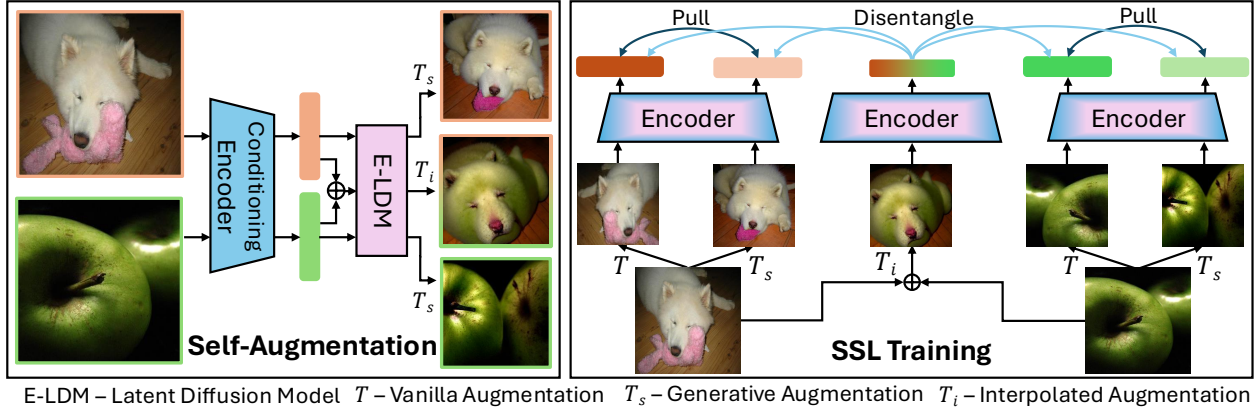 Conditioning
Encoder
E-LDM
T_s
T_i
T_s
Self-Augmentation
Pull
Disentangle
Pull
Encoder
Encoder
Encoder
T
T_s
T_i
T
T_s
SSL Training
E-LDM – Latent Diffusion Model T – Vanilla Augmentation T_s – Generative Augmentation T_i – Interpolated Augmentation